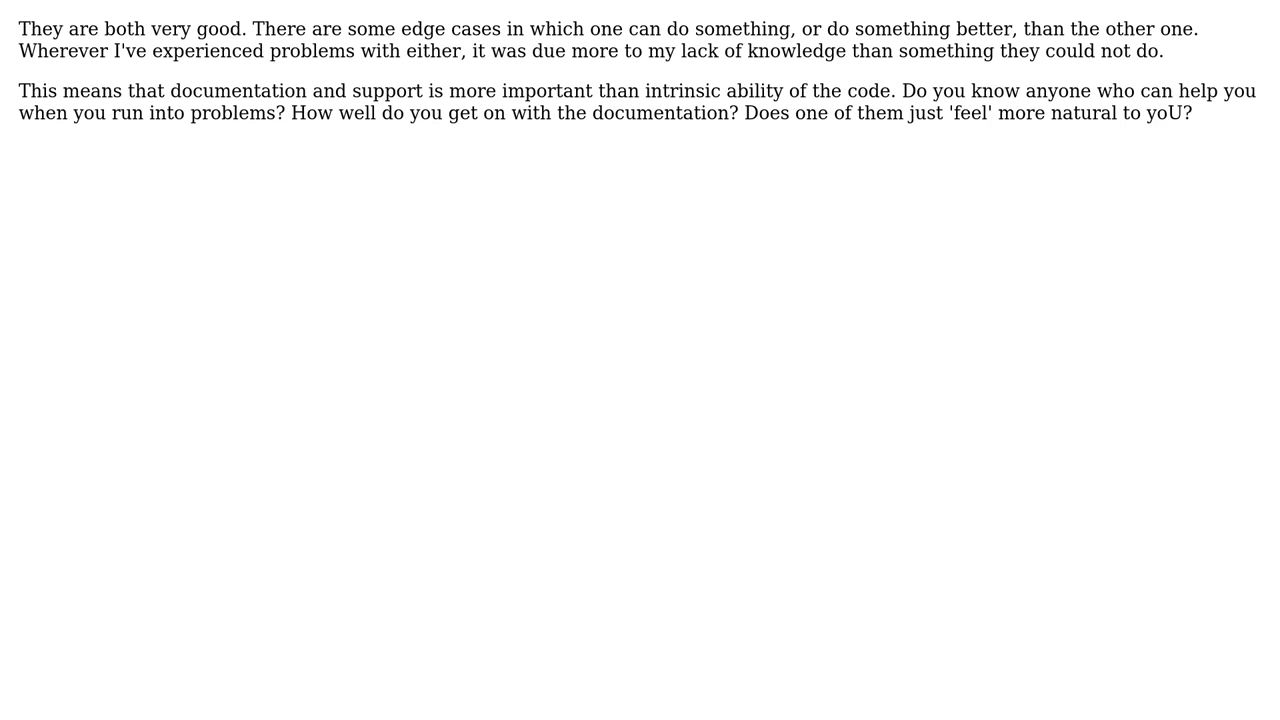 They are both very good. There are some edge cases in which one can do something, or do something better, than the other one.
Wherever I've experienced problems with either, it was due more to my lack of knowledge than something they could not do.
This means that documentation and support is more important than intrinsic ability of the code. Do you know anyone who can help you
when you run into problems? How well do you get on with the documentation? Does one of them just 'feel' more natural to yoU?